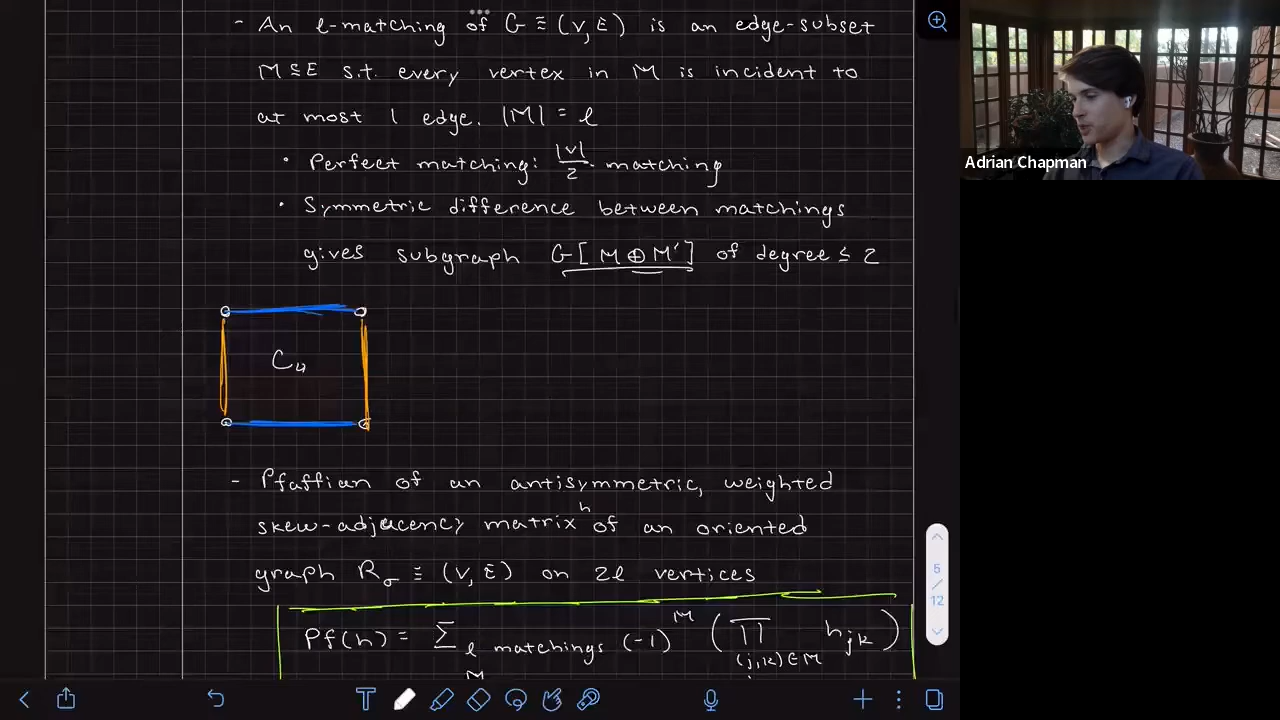 - An l-matching of G ≡ (V, E) is an edge-subset
M ⊆ E s.t. every vertex in M is incident to
at most 1 edge. |M| = l
• Perfect matching: |V|/2 - matching
• Symmetric difference between matchings
gives subgraph G[M ⊕ M'] of degree ≤ 2
C4
- Pfaffian of an antisymmetric, weighted
skew-adjacency matrix h of an oriented
graph Rσ ≡ (V, E) on 2l vertices
Pf(h) = Σ l matchings M (-1)^M ( ∏ (j,k)∈M hjk )
Adrian Chapman
5
/
12
T